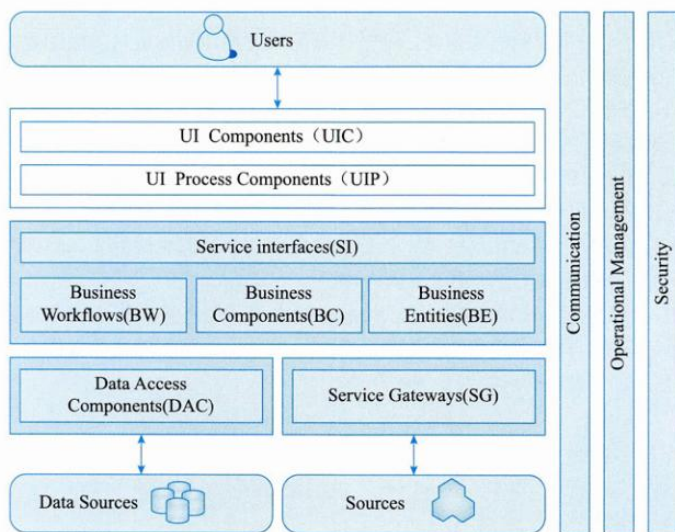 Users
UI Components（UIC）
UI Process Components（UIP）
Service interfaces(SI)
Business
Workflows(BW)
Business
Components(BC)
Business
Entities(BE)
Data Access
Components(DAC)
Service Gateways(SG)
Data Sources
Sources
Communication
Operational Management
Security